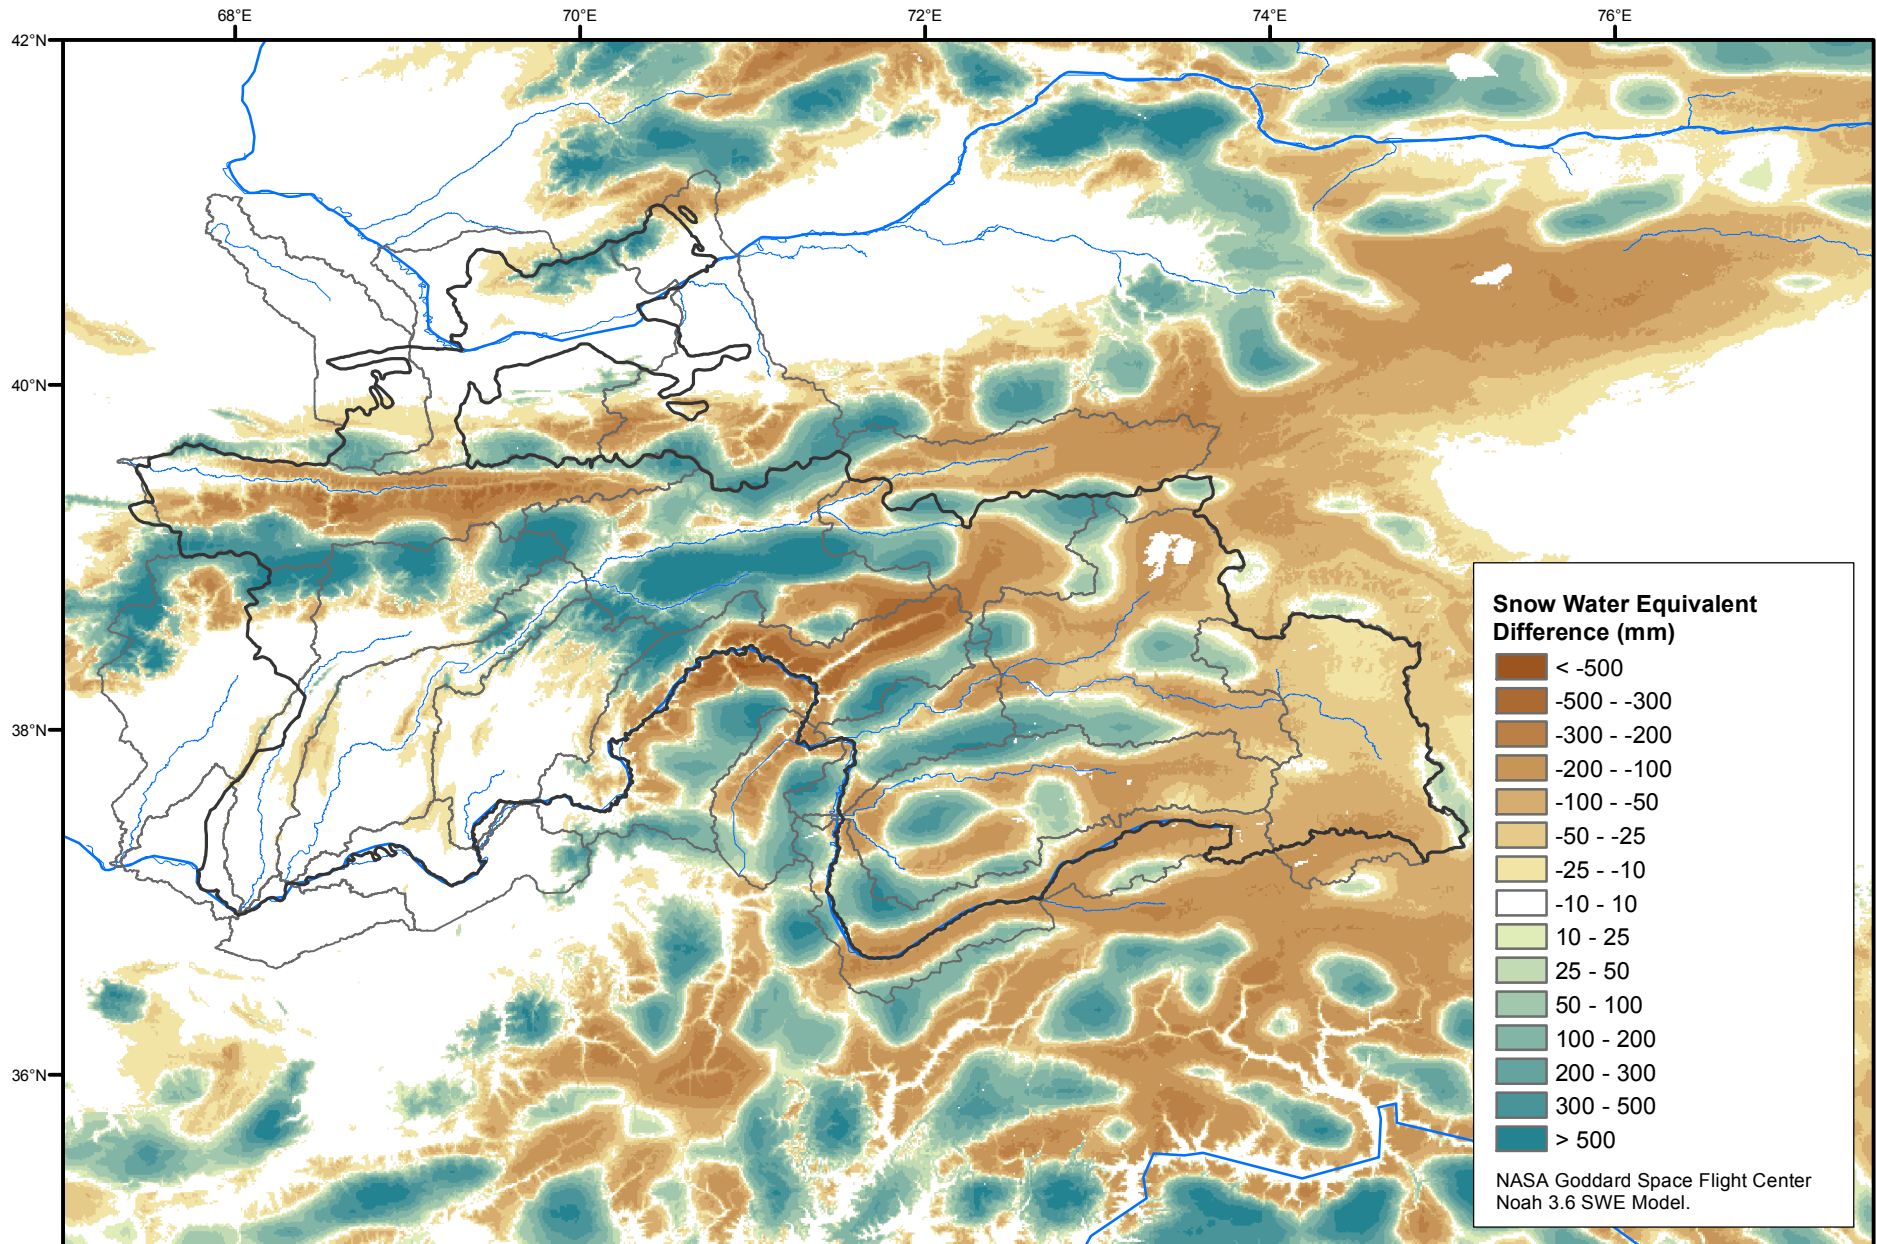 68°E 70°E 72°E 74°E 76°E
42°N
40°N
38°N
36°N
Snow Water Equivalent
Difference (mm)
< -500
-500 - -300
-300 - -200
-200 - -100
-100 - -50
-50 - -25
-25 - -10
-10 - 10
10 - 25
25 - 50
50 - 100
100 - 200
200 - 300
300 - 500
> 500
NASA Goddard Space Flight Center
Noah 3.6 SWE Model.